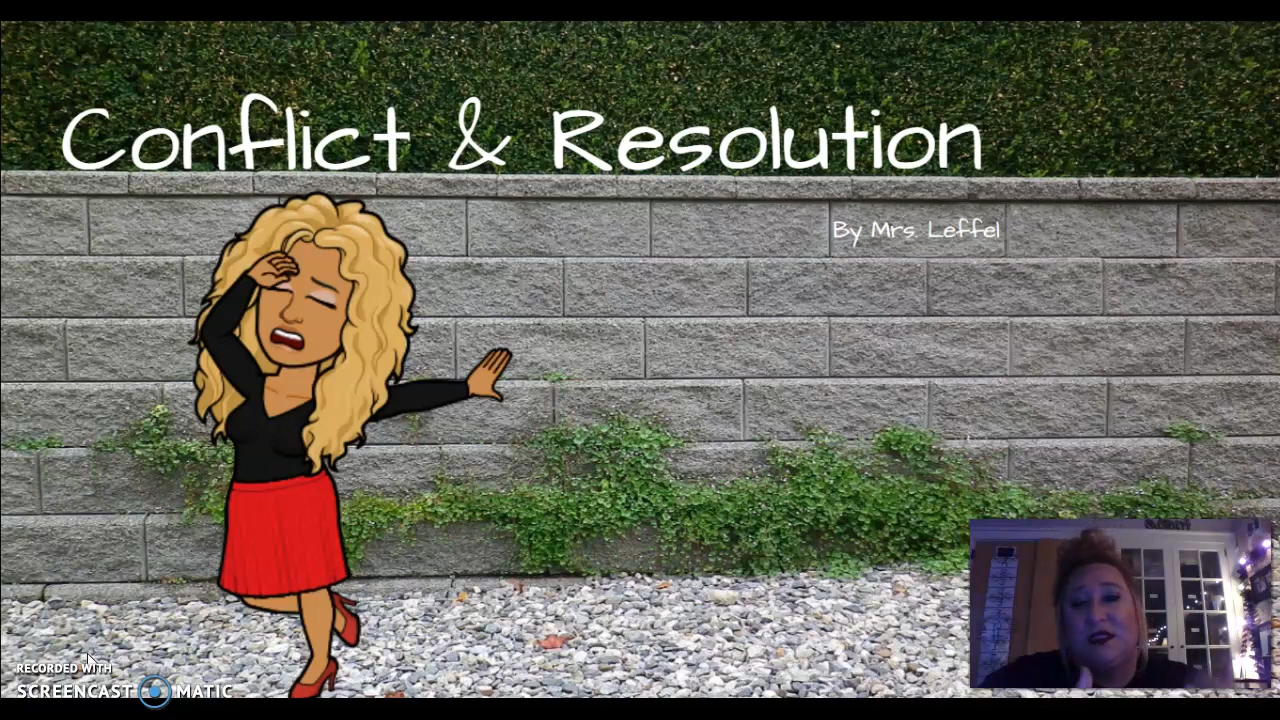 Conflict & Resolution
By Mrs. Leffel
RECORDED WITH
SCREENCAST MATIC